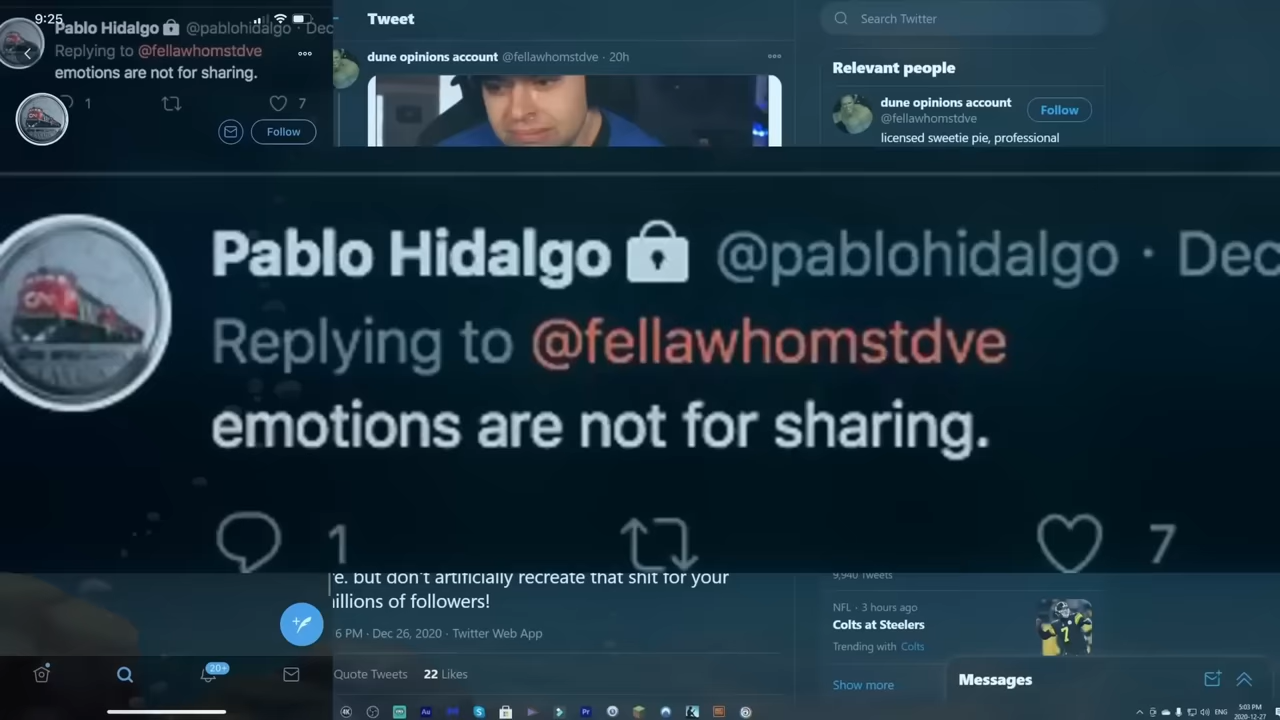 9:25
Pablo Hidalgo @pablohidalgo · Dec
Replying to @fellawhomstdve
emotions are not for sharing.
1 7
Follow
Tweet
dune opinions account @fellawhomstdve · 20h
Search Twitter
Relevant people
dune opinions account
@fellawhomstdve
Follow
licensed sweetie pie, professional
Pablo Hidalgo @pablohidalgo · Dec
Replying to @fellawhomstdve
emotions are not for sharing.
1 7
e. but don't artificially recreate that shit for your
illions of followers!
6 PM · Dec 26, 2020 · Twitter Web App
Quote Tweets 22 Likes
9,940 Tweets
NFL · 3 hours ago
Colts at Steelers
Trending with Colts
Show more
20+
Messages
ENG
5:03 PM
2020-12-27